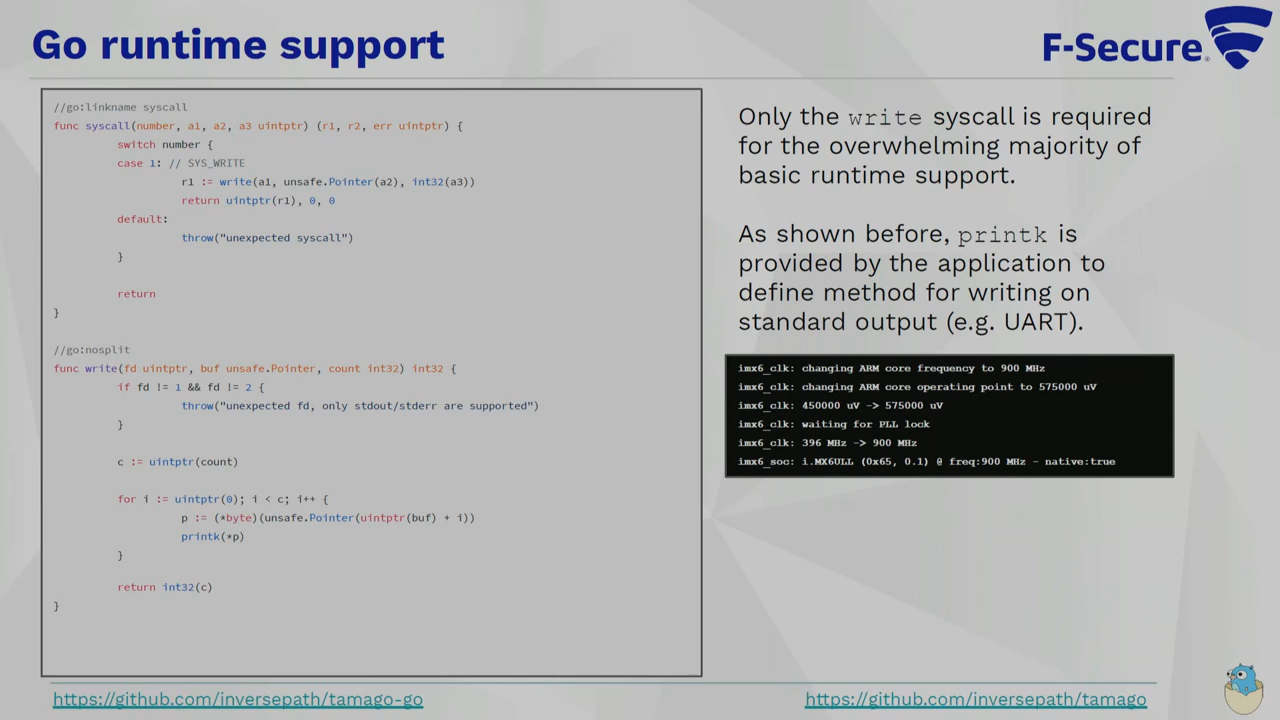 Go runtime support
F-Secure.
//go:linkname syscall
func syscall(number, a1, a2, a3 uintptr) (r1, r2, err uintptr) {
switch number {
case 1: // SYS_WRITE
r1 := write(a1, unsafe.Pointer(a2), int32(a3))
return uintptr(r1), 0, 0
default:
throw("unexpected syscall")
}
return
}
//go:nosplit
func write(fd uintptr, buf unsafe.Pointer, count int32) int32 {
if fd != 1 && fd != 2 {
throw("unexpected fd, only stdout/stderr are supported")
}
c := uintptr(count)
for i := uintptr(0); i < c; i++ {
p := (*byte)(unsafe.Pointer(uintptr(buf) + i))
printk(*p)
}
return int32(c)
}
Only the write syscall is required
for the overwhelming majority of
basic runtime support.
As shown before, printk is
provided by the application to
define method for writing on
standard output (e.g. UART).
imx6_clk: changing ARM core frequency to 900 MHz
imx6_clk: changing ARM core operating point to 575000 uV
imx6_clk: 450000 uV -> 575000 uV
imx6_clk: waiting for PLL lock
imx6_clk: 396 MHz -> 900 MHz
imx6_soc: i.MX6ULL (0x65, 0.1) @ freq:900 MHz - native:true
https://github.com/inversepath/tamago-go
https://github.com/inversepath/tamago